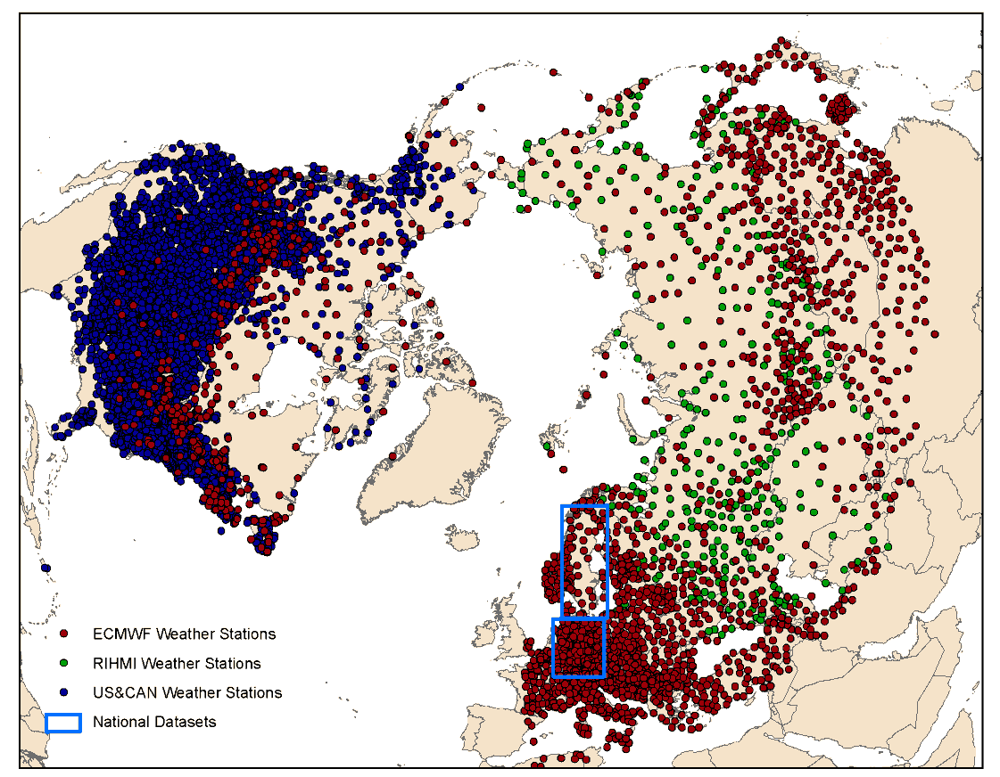 ECMWF Weather Stations
RIHMI Weather Stations
US&CAN Weather Stations
National Datasets